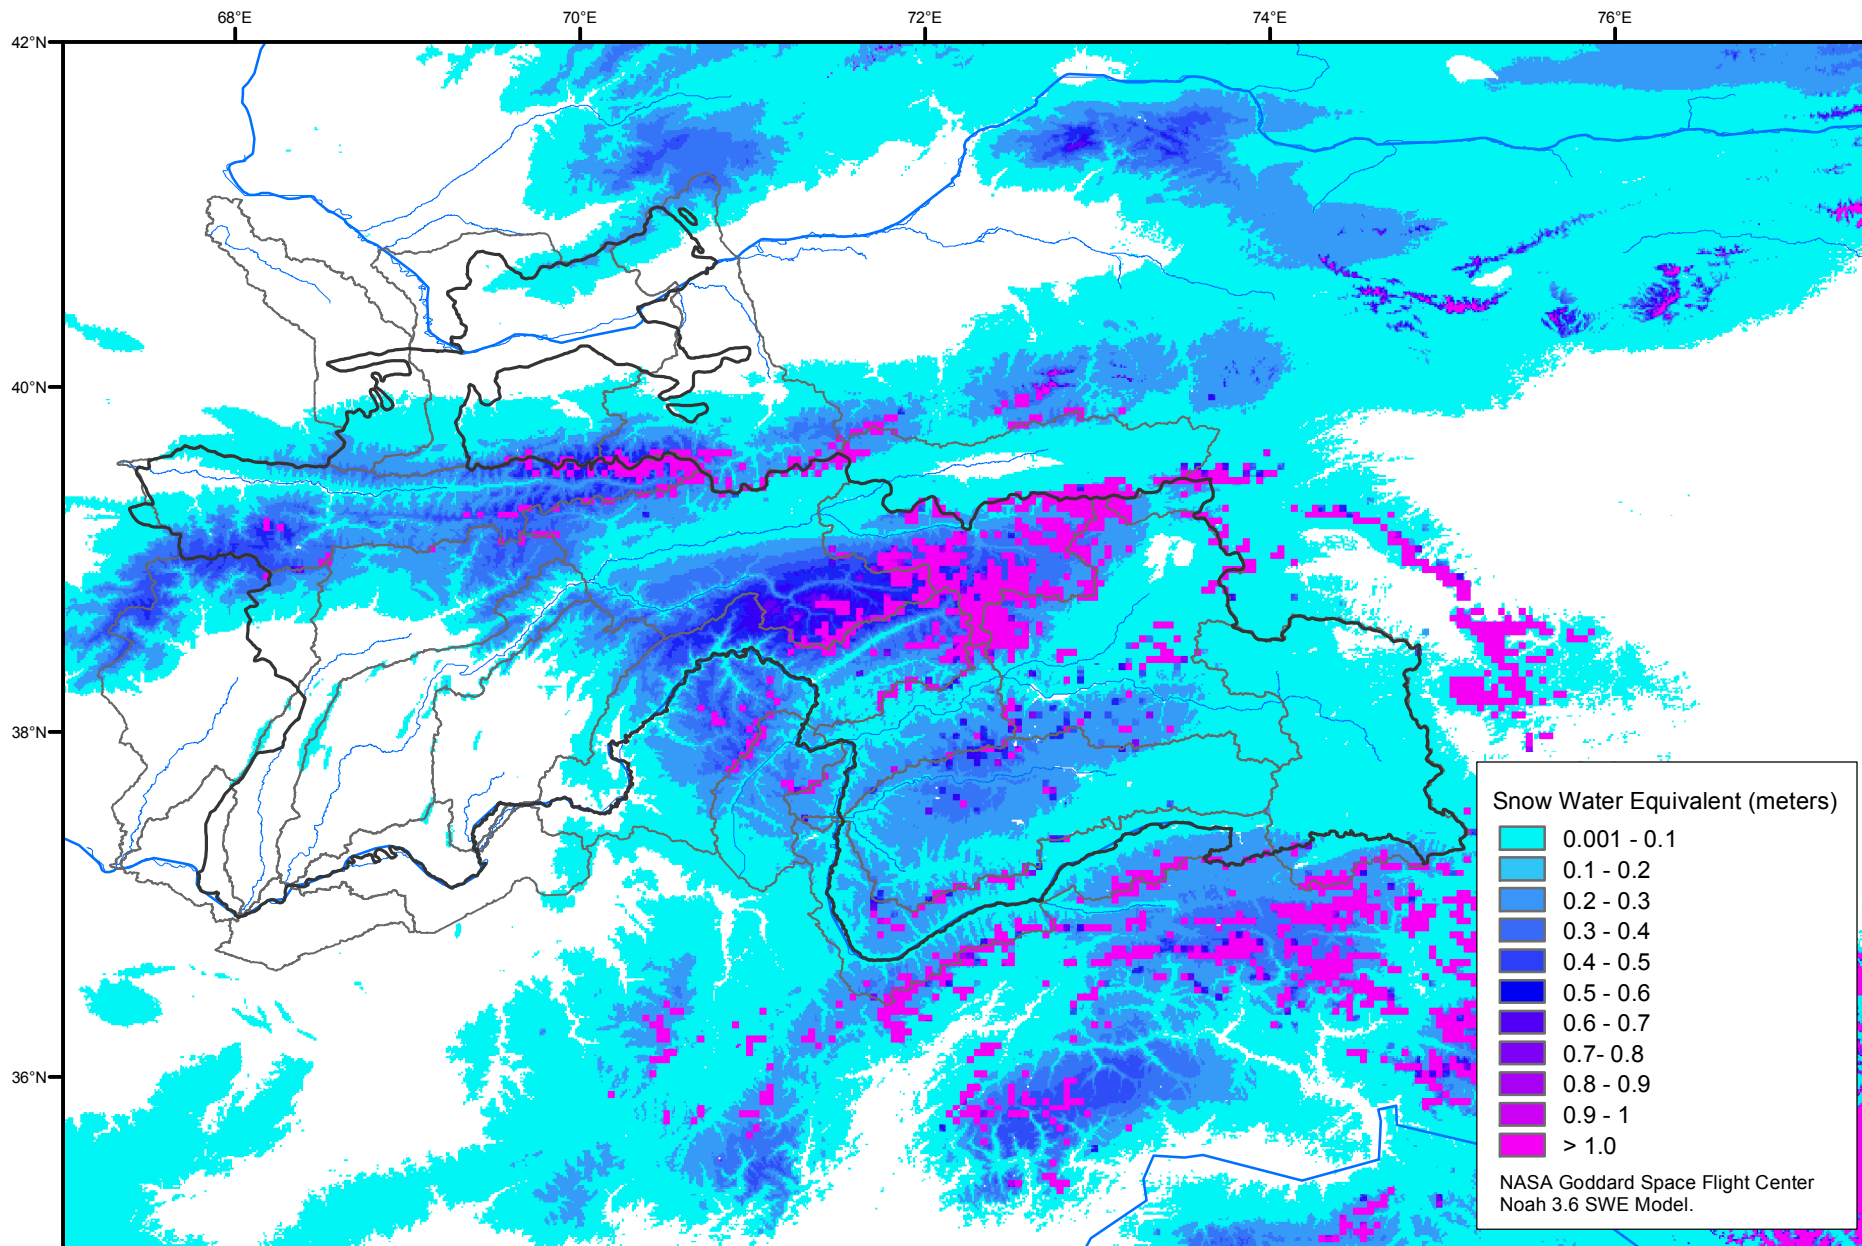 68°E 70°E 72°E 74°E 76°E
42°N
40°N
38°N
36°N
Snow Water Equivalent (meters)
0.001 - 0.1
0.1 - 0.2
0.2 - 0.3
0.3 - 0.4
0.4 - 0.5
0.5 - 0.6
0.6 - 0.7
0.7- 0.8
0.8 - 0.9
0.9 - 1
> 1.0
NASA Goddard Space Flight Center
Noah 3.6 SWE Model.